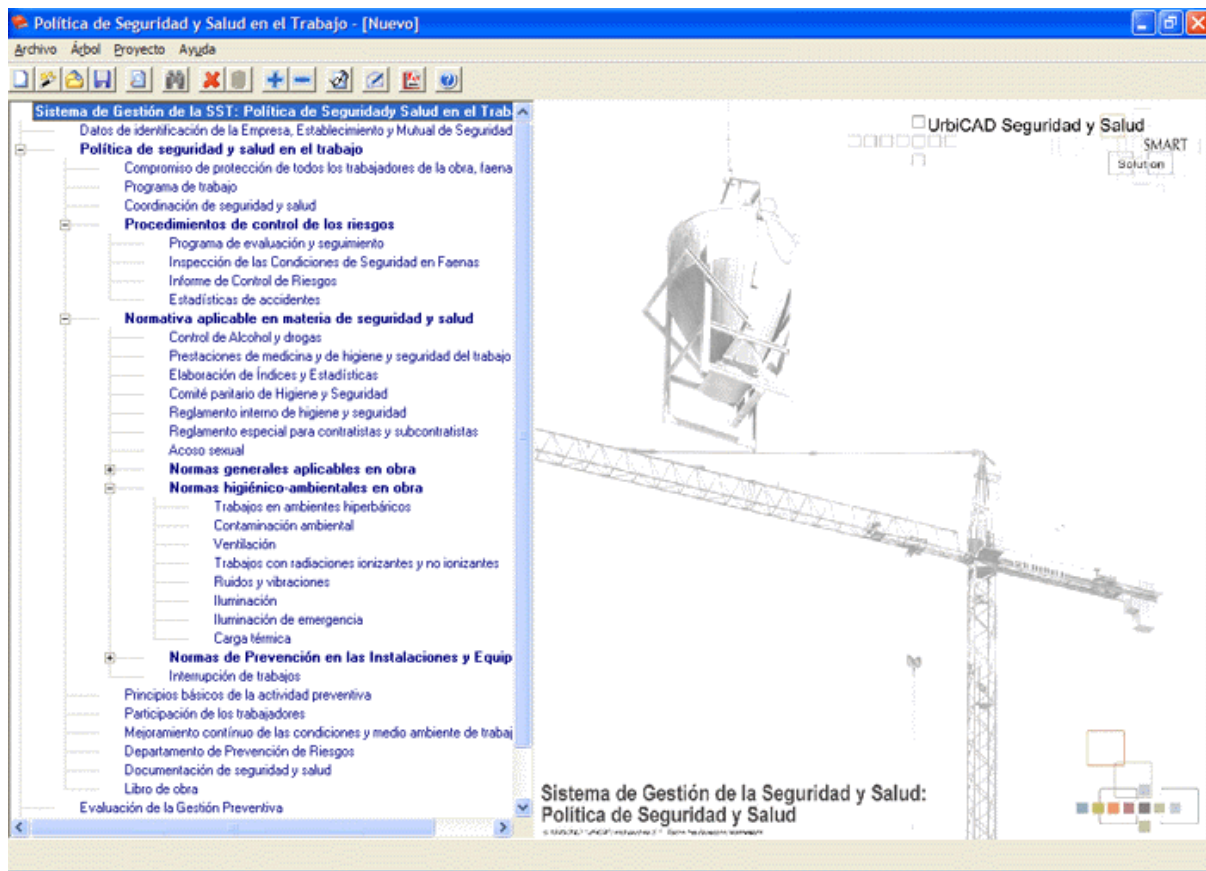 Política de Seguridad y Salud en el Trabajo - [Nuevo]
Archivo Árbol Proyecto Ayuda
Sistema de Gestión de la SST: Política de Seguridady Salud en el Trab
Datos de identificación de la Empresa, Establecimiento y Mutual de Seguridad
Política de seguridad y salud en el trabajo
Compromiso de protección de todos los trabajadores de la obra, faena
Programa de trabajo
Coordinación de seguridad y salud
Procedimientos de control de los riesgos
Programa de evaluación y seguimiento
Inspección de las Condiciones de Seguridad en Faenas
Informe de Control de Riesgos
Estadísticas de accidentes
Normativa aplicable en materia de seguridad y salud
Control de Alcohol y drogas
Prestaciones de medicina y de higiene y seguridad del trabajo
Elaboración de Índices y Estadísticas
Comité paritario de Higiene y Seguridad
Reglamento interno de higiene y seguridad
Reglamento especial para contratistas y subcontratistas
Acoso sexual
Normas generales aplicables en obra
Normas higiénico-ambientales en obra
Trabajos en ambientes hiperbáricos
Contaminación ambiental
Ventilación
Trabajos con radiaciones ionizantes y no ionizantes
Ruidos y vibraciones
Iluminación
Iluminación de emergencia
Carga térmica
Normas de Prevención en las Instalaciones y Equip
Interrupción de trabajos
Principios básicos de la actividad preventiva
Participación de los trabajadores
Mejoramiento contínuo de las condiciones y medio ambiente de trabaj
Departamento de Prevención de Riesgos
Documentación de seguridad y salud
Libro de obra
Evaluación de la Gestión Preventiva
UrbiCAD Seguridad y Salud
SMART
Solution
Sistema de Gestión de la Seguridad y Salud:
Política de Seguridad y Salud